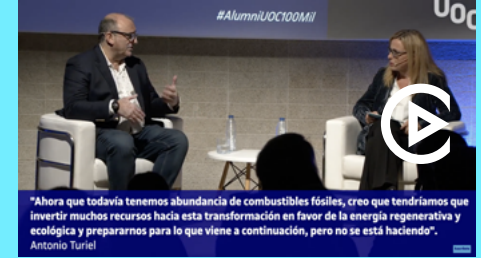 #AlumniUOC100Mil
UOC
"Ahora que todavía tenemos abundancia de combustibles fósiles, creo que tendríamos que
invertir muchos recursos hacia esta transformación en favor de la energía regenerativa y
ecológica y prepararnos para lo que viene a continuación, pero no se está haciendo".
Antonio Turiel